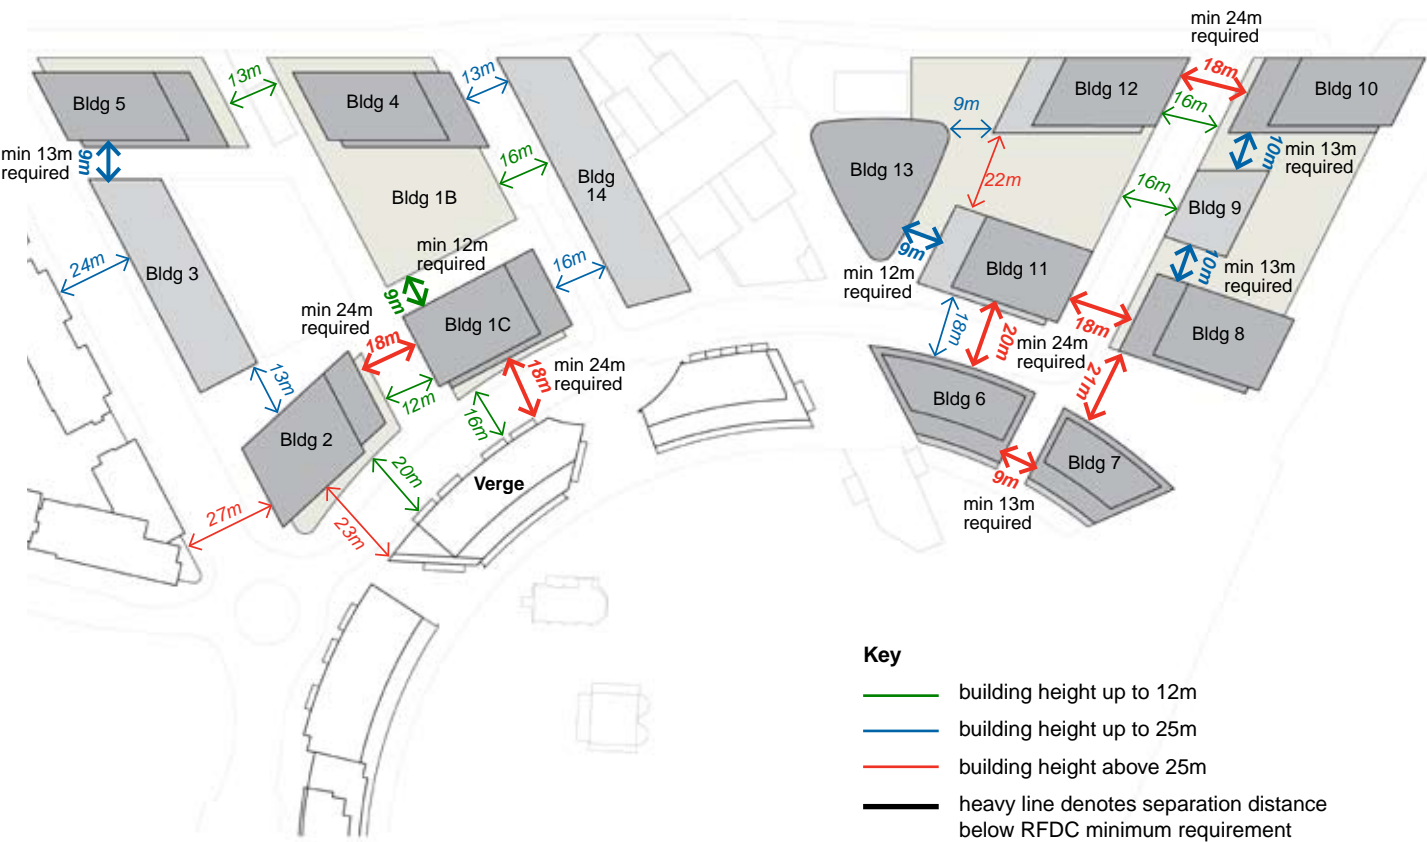 min 24m
required
18m
13m
13m
Bldg 5
Bldg 4
Bldg 12
Bldg 10
16m
9m
min 13m
required
9m
16m
10m
min 13m
required
Bldg 13
22m
Bldg
14
Bldg 1B
16m
Bldg 9
min 12m
required
9m
24m
Bldg 3
16m
9m
min 12m
required
Bldg 11
10m
min 13m
required
min 24m
required
Bldg 1C
18m
18m
20m
min 24m
required
18m
Bldg 8
18m
min 24m
required
13m
12m
21m
Bldg 6
16m
Bldg 2
Bldg 7
9m
min 13m
required
20m
Verge
27m
23m
Key
building height up to 12m
building height up to 25m
building height above 25m
heavy line denotes separation distance
below RFDC minimum requirement